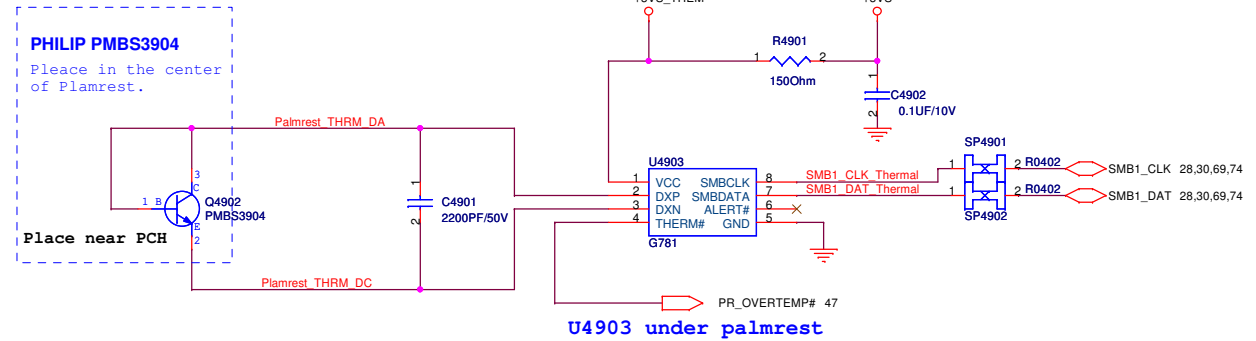 PHILIP PMBS3904
Pleace in the center
of Plamrest.
R4901
1 2
150Ohm
1
C4902
0.1UF/10V
2
Palmrest_THRM_DA
3
C
1 B
Q4902
PMBS3904
E
2
Place near PCH
1
C4901
2200PF/50V
2
Plamrest_THRM_DC
U4903
1 VCC SMBCLK 8
2 DXP SMBDATA 7
3 DXN ALERT# 6
4 THERM# GND 5
G781
SMB1_CLK_Thermal
SMB1_DAT_Thermal
SP4901
1 2 R0402
SMB1_CLK 28,30,69,74
1 2 R0402
SMB1_DAT 28,30,69,74
SP4902
PR_OVERTEMP# 47
U4903 under palmrest